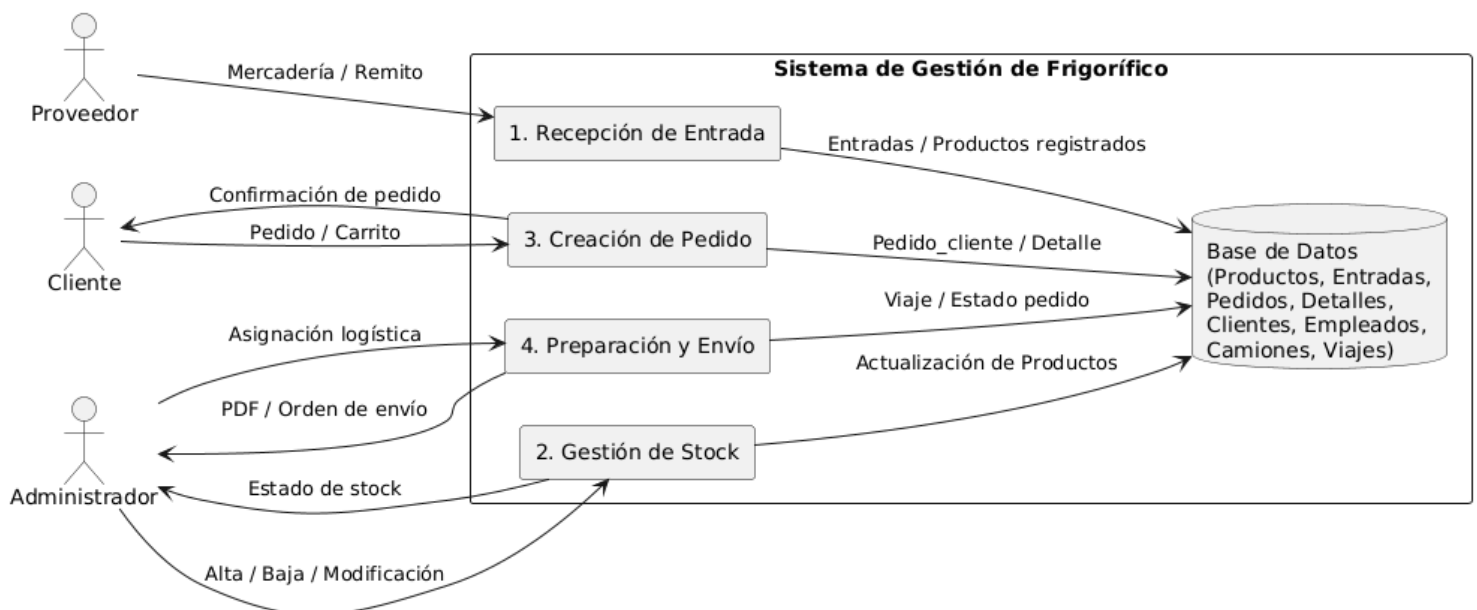 Proveedor
Mercadería / Remito
Sistema de Gestión de Frigorífico
1. Recepción de Entrada
Entradas / Productos registrados
Cliente
Confirmación de pedido
Pedido / Carrito
3. Creación de Pedido
Pedido_cliente / Detalle
Base de Datos
(Productos, Entradas,
Pedidos, Detalles,
Clientes, Empleados,
Camiones, Viajes)
Viaje / Estado pedido
Asignación logística
4. Preparación y Envío
Actualización de Productos
PDF / Orden de envío
2. Gestión de Stock
Administrador
Estado de stock
Alta / Baja / Modificación